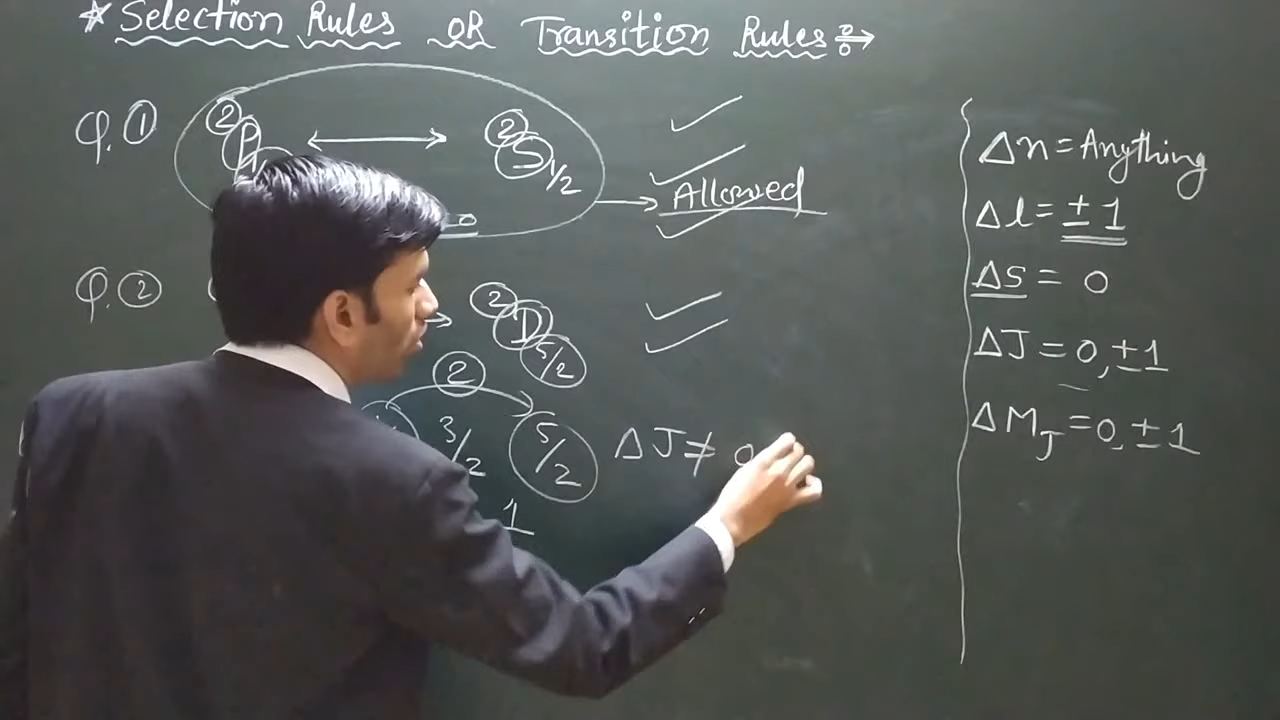 * Selection Rules OR Transition Rules
Q. ① ²P ⟷ ²S1/2
Allowed
Q. ② → ²D5/2
2
3/2 5/2 ΔJ ≠ 0
1
Δn = Anything
Δl = ± 1
ΔS = 0
ΔJ = 0, ± 1
ΔMJ = 0, ± 1